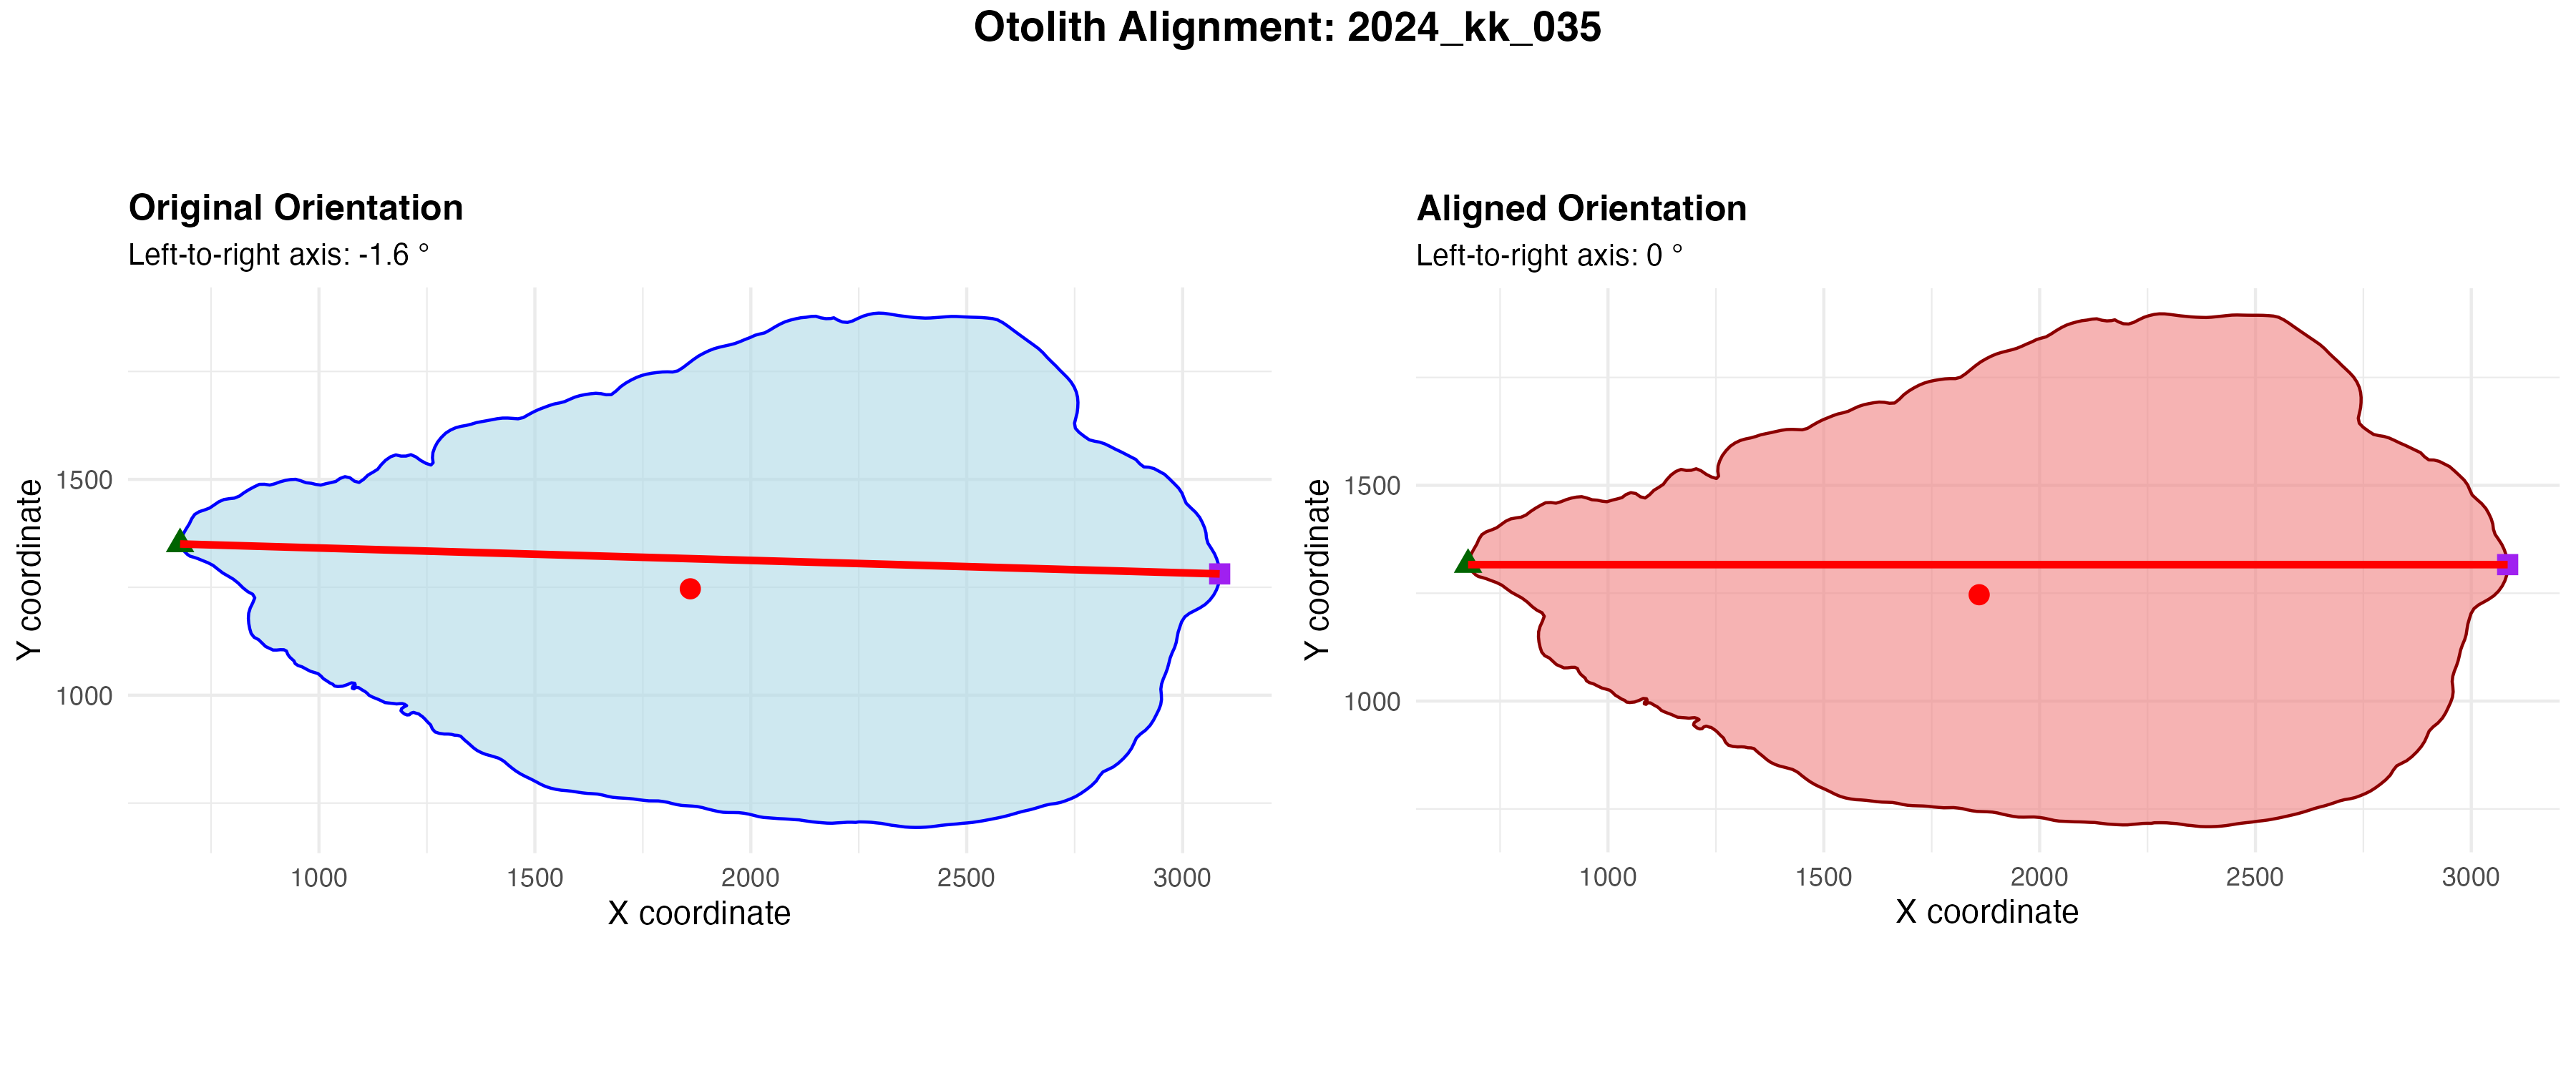 Otolith Alignment: 2024_kk_035
Original Orientation
Left-to-right axis: -1.6 °
Y coordinate
1500
1000
1000 1500 2000 2500 3000
X coordinate
Aligned Orientation
Left-to-right axis: 0 °
Y coordinate
1500
1000
1000 1500 2000 2500 3000
X coordinate